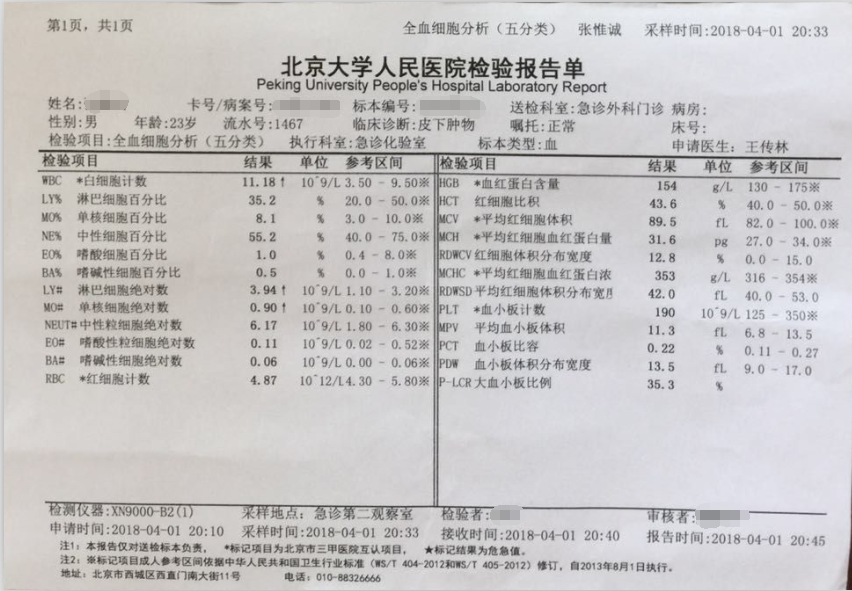 第1页，共1页 全血细胞分析（五分类） 张惟诚 采样时间:2018-04-01 20:33
北京大学人民医院检验报告单
Peking University People's Hospital Laboratory Report
姓名: 卡号/病案号: 标本编号: 送检科室:急诊外科门诊 病房:
性别:男 年龄:23岁 流水号:1467 临床诊断:皮下肿物 嘱托:正常 床号:
检验项目:全血细胞分析（五分类） 执行科室:急诊化验室 标本类型:血 申请医生: 王传林
检验项目 结果 单位 参考区间 检验项目 结果 单位 参考区间
WBC *白细胞计数 11.18↑ 10^9/L 3.50 - 9.50※
LY% 淋巴细胞百分比 35.2 % 20.0 - 50.0※
MO% 单核细胞百分比 8.1 % 3.0 - 10.0※
NE% 中性细胞百分比 55.2 % 40.0 - 75.0※
EO% 嗜酸细胞百分比 1.0 % 0.4 - 8.0※
BA% 嗜碱性细胞百分比 0.5 % 0.0 - 1.0※
LY# 淋巴细胞绝对数 3.94↑ 10^9/L 1.10 - 3.20※
MO# 单核细胞绝对数 0.90↑ 10^9/L 0.10 - 0.60※
NEUT# 中性粒细胞绝对数 6.17 10^9/L 1.80 - 6.30※
EO# 嗜酸性粒细胞绝对数 0.11 10^9/L 0.02 - 0.52※
BA# 嗜碱性细胞绝对数 0.06 10^9/L 0.00 - 0.06※
RBC *红细胞计数 4.87 10^12/L 4.30 - 5.80※
HGB *血红蛋白含量 154 g/L 130 - 175※
HCT 红细胞比积 43.6 % 40.0 - 50.0※
MCV *平均红细胞体积 89.5 fL 82.0 - 100.0※
MCH *平均红细胞血红蛋白量 31.6 pg 27.0 - 34.0※
RDWCV 红细胞体积分布宽度 12.8 % 0.0 - 15.0
MCHC *平均红细胞血红蛋白浓 353 g/L 316 - 354※
RDWSD 平均红细胞体积分布宽 42.0 fL 40.0 - 53.0
PLT *血小板计数 190 10^9/L 125 - 350※
MPV 平均血小板体积 11.3 fL 6.8 - 13.5
PCT 血小板比容 0.22 % 0.11 - 0.27
PDW 血小板体积分布宽度 13.5 fL 9.0 - 17.0
P-LCR 大血小板比例 35.3 %
检测仪器:XN9000-B2(1) 采样地点: 急诊第二观察室 检验者: 审核者:
申请时间:2018-04-01 20:10 采样时间:2018-04-01 20:33 接收时间:2018-04-01 20:40 报告时间:2018-04-01 20:45
注1: 本报告仅对送检标本负责, *标记项目为北京市三甲医院互认项目, ★标记结果为危急值。
注2: ※标记项目成人参考区间依据中华人民共和国卫生行业标准（WS/T 404-2012和WS/T 405-2012）修订，自2013年8月1日执行。
地址: 北京市西城区西直门南大街11号 电话: 010-88326666